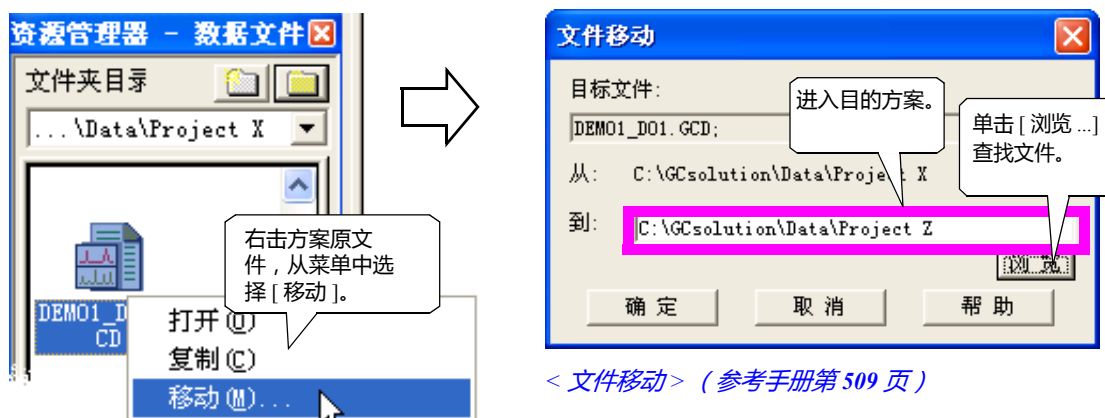 资源管理器 - 数据文件
文件夹目录
...\Data\Project X
右击方案原文
件，从菜单中选
择 [ 移动 ]。
DEMO1_D
CD
打开(O)
复制(C)
移动(M)...
文件移动
目标文件:
进入目的方案。
单击 [ 浏览 ...]
查找文件。
DEMO1_D01.GCD;
从: C:\GCsolution\Data\Project X
到: C:\GCsolution\Data\Project Z
浏 览
确 定 取 消 帮 助
< 文件移动 > （参考手册第 509 页）